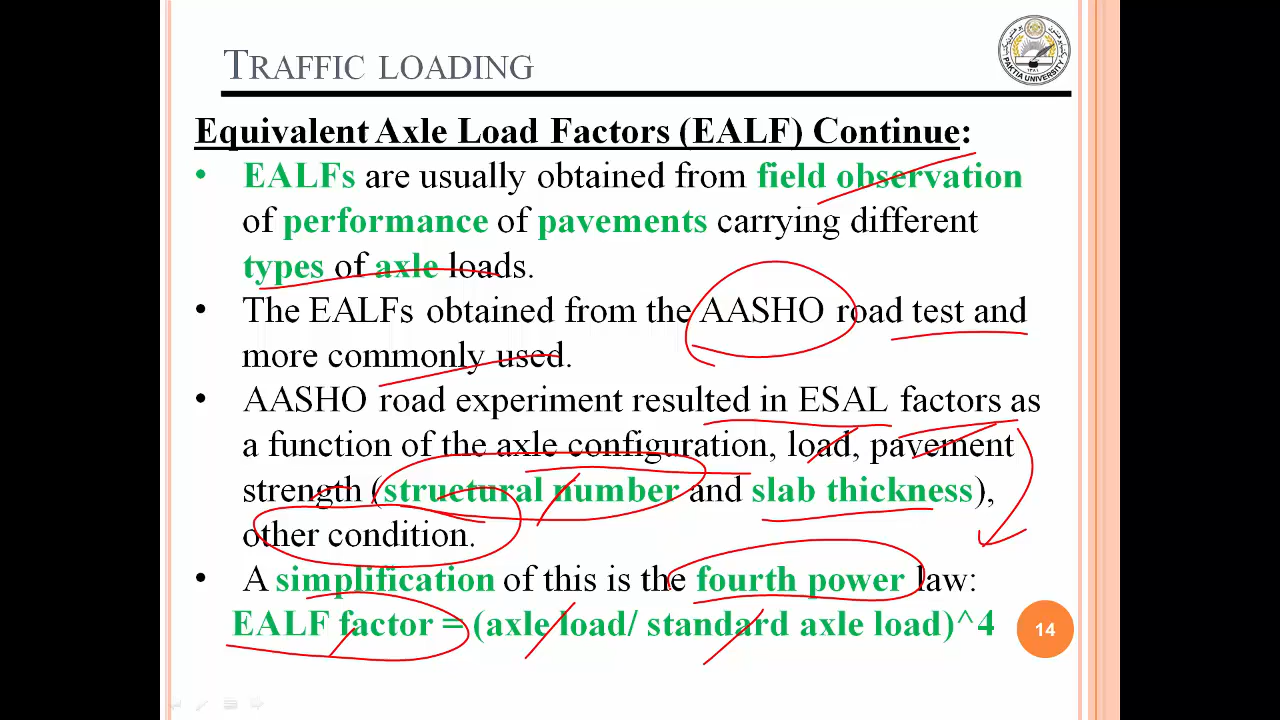 TRAFFIC LOADING
PAKTIA UNIVERSITY
Equivalent Axle Load Factors (EALF) Continue:
• EALFs are usually obtained from field observation
of performance of pavements carrying different
types of axle loads.
• The EALFs obtained from the AASHO road test and
more commonly used.
• AASHO road experiment resulted in ESAL factors as
a function of the axle configuration, load, pavement
strength (structural number and slab thickness),
other condition.
• A simplification of this is the fourth power law:
EALF factor = (axle load/ standard axle load)^4
14